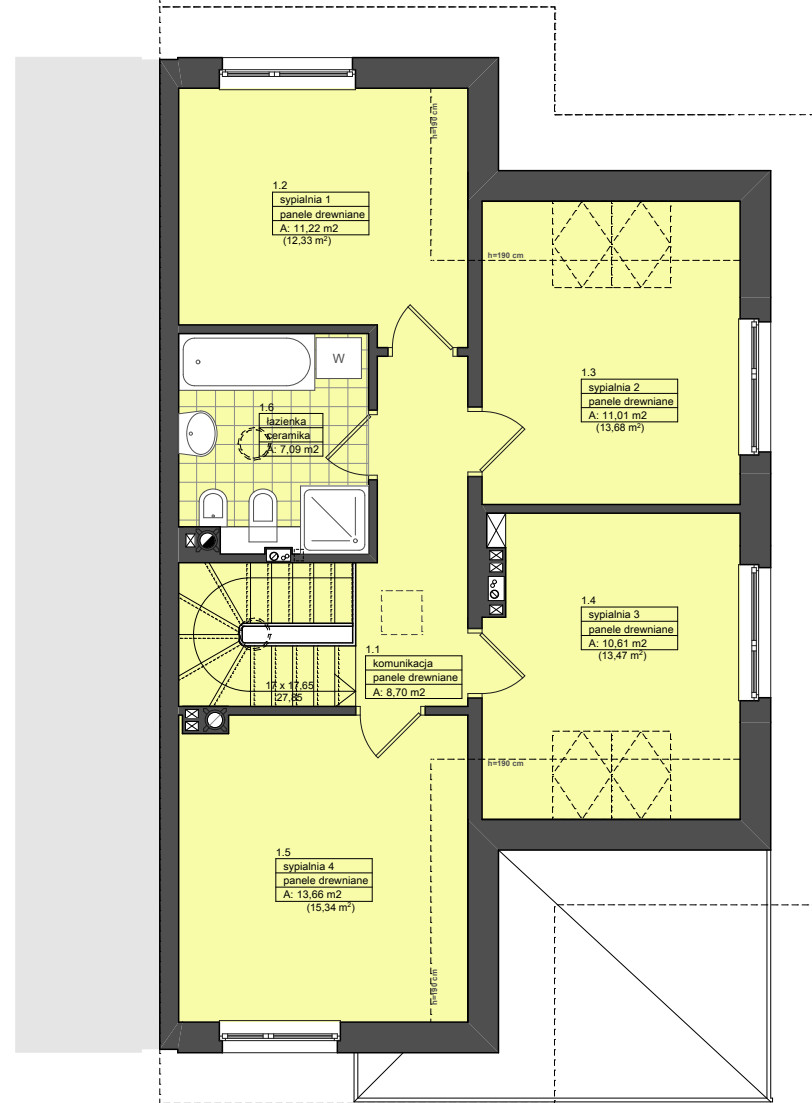 h=190 cm
1.2
sypialnia 1
panele drewniane
A: 11,22 m2
(12,33 m²)
h=190 cm
W
1.3
sypialnia 2
panele drewniane
A: 11,01 m2
(13,68 m²)
1.6
łazienka
ceramika
A: 7,09 m2
1.4
sypialnia 3
panele drewniane
A: 10,61 m2
(13,47 m²)
1.1
komunikacja
panele drewniane
A: 8,70 m2
17 x 17,65
27,85
h=190 cm
1.5
sypialnia 4
panele drewniane
A: 13,66 m2
(15,34 m²)
h=190 cm